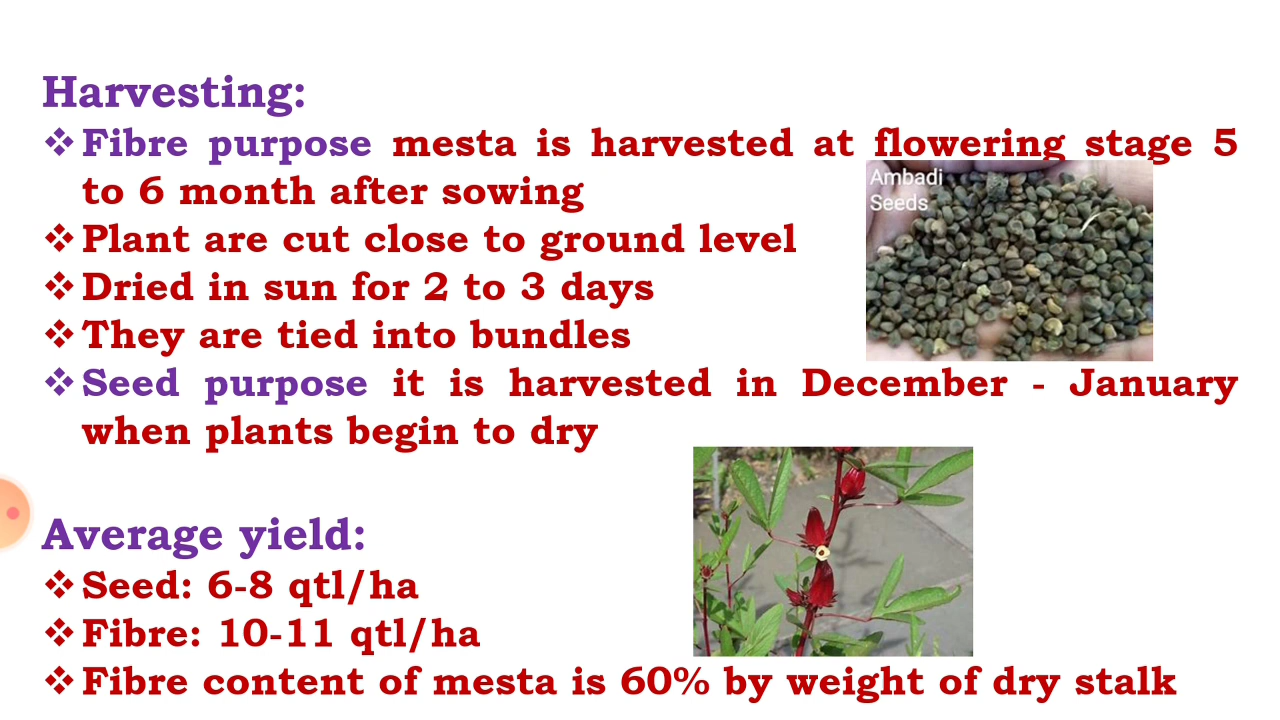 Harvesting:
❖Fibre purpose mesta is harvested at flowering stage 5
to 6 month after sowing
Ambadi
Seeds
❖Plant are cut close to ground level
❖Dried in sun for 2 to 3 days
❖They are tied into bundles
❖Seed purpose it is harvested in December - January
when plants begin to dry
Average yield:
❖Seed: 6-8 qtl/ha
❖Fibre: 10-11 qtl/ha
❖Fibre content of mesta is 60% by weight of dry stalk